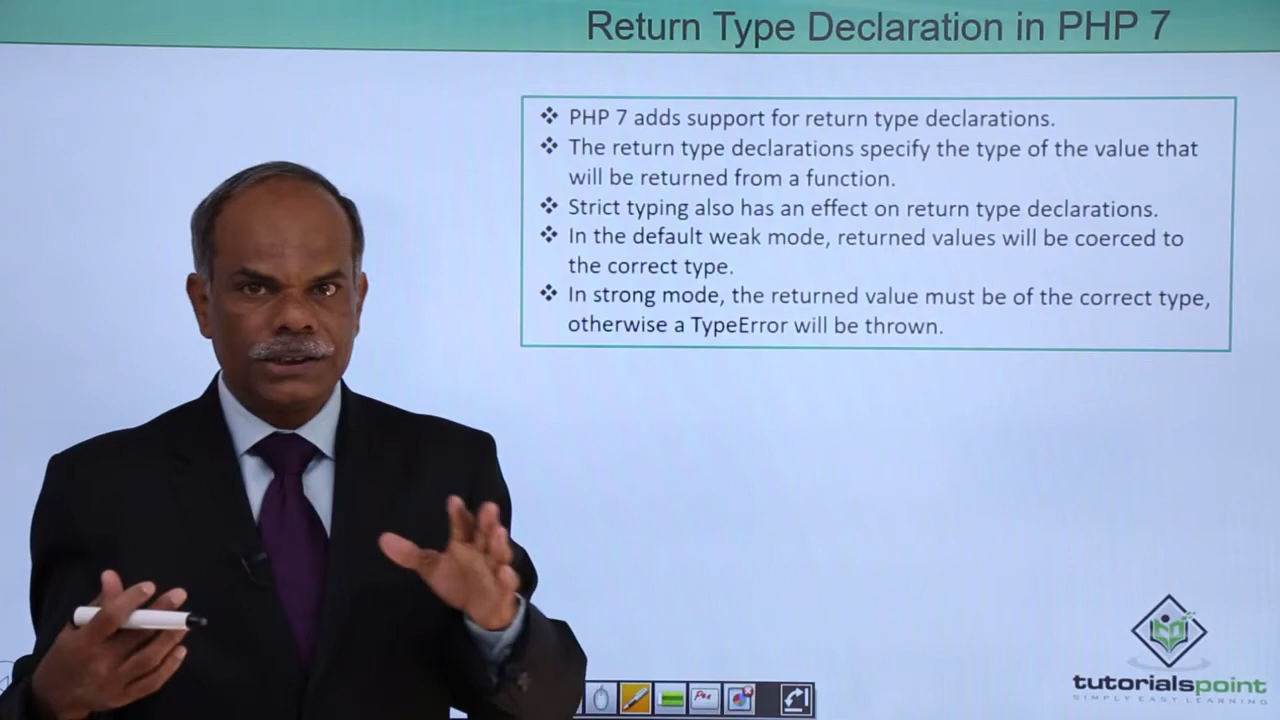 Return Type Declaration in PHP 7
❖ PHP 7 adds support for return type declarations.
❖ The return type declarations specify the type of the value that
will be returned from a function.
❖ Strict typing also has an effect on return type declarations.
❖ In the default weak mode, returned values will be coerced to
the correct type.
❖ In strong mode, the returned value must be of the correct type,
otherwise a TypeError will be thrown.
tutorialspoint
SIMPLY EASY LEARNING